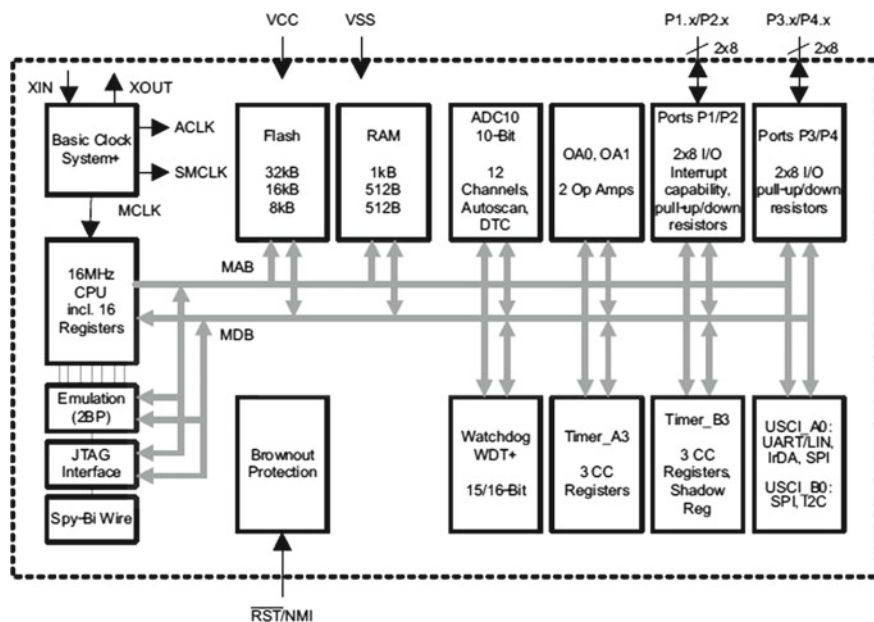 VCC
VSS
P1.x/P2.x
P3.x/P4.x
2x8
2x8
XIN
XOUT
Basic Clock
System+
ACLK
SMCLK
MCLK
Flash
32kB
16kB
8kB
RAM
1kB
512B
512B
ADC10
10-Bit
12
Channels,
Autoscan,
DTC
OA0, OA1
2 Op Amps
Ports P1/P2
2x8 I/O
Interrupt
capability,
pull-up/down
resistors
Ports P3/P4
2x8 I/O
pull-up/down
resistors
16MHz
CPU
incl. 16
Registers
MAB
MDB
Emulation
(2BP)
JTAG
Interface
Spy-Bi Wire
Brownout
Protection
Watchdog
WDT+
15/16-Bit
Timer_A3
3 CC
Registers
Timer_B3
3 CC
Registers,
Shadow
Reg
USCI_A0:
UART/LIN,
IrDA, SPI
USCI_B0:
SPI, I2C
RST/NMI